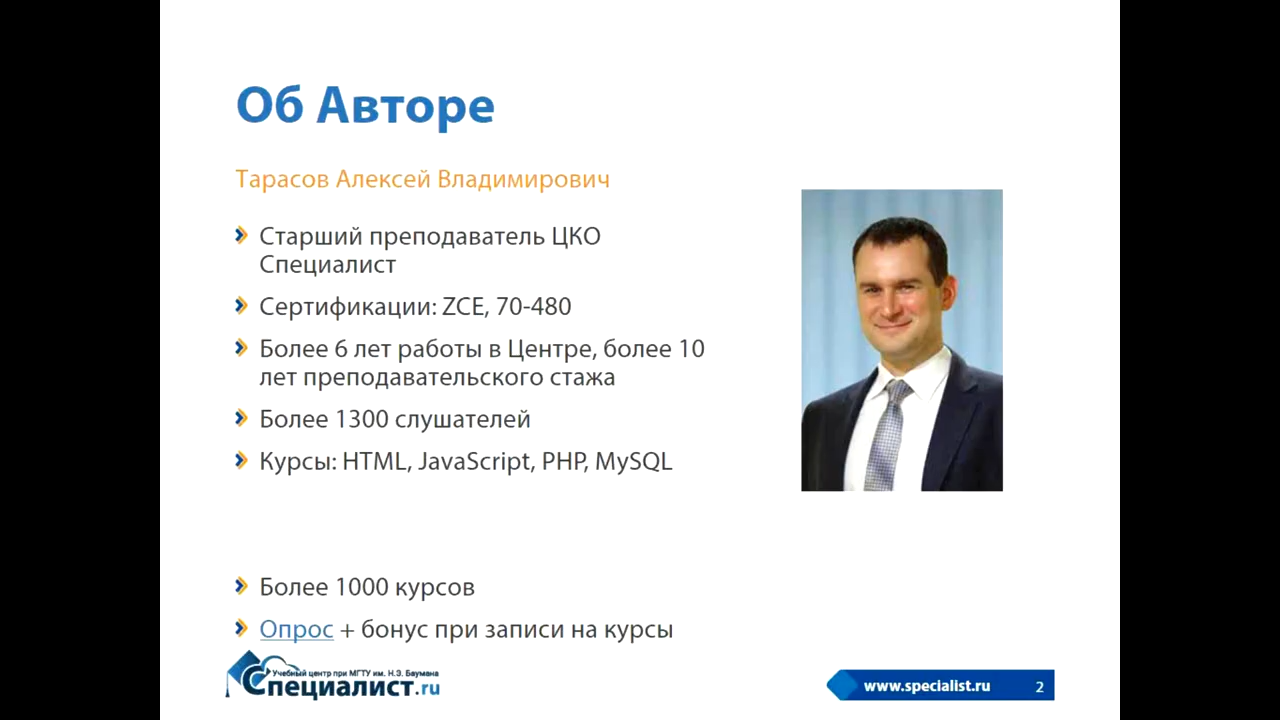 Об Авторе
Тарасов Алексей Владимирович
Старший преподаватель ЦКО
Специалист
Сертификации: ZCE, 70-480
Более 6 лет работы в Центре, более 10
лет преподавательского стажа
Более 1300 слушателей
Курсы: HTML, JavaScript, PHP, MySQL
Более 1000 курсов
Опрос + бонус при записи на курсы
Учебный центр при МГТУ им. Н.Э. Баумана
Специалист.ru
www.specialist.ru 2